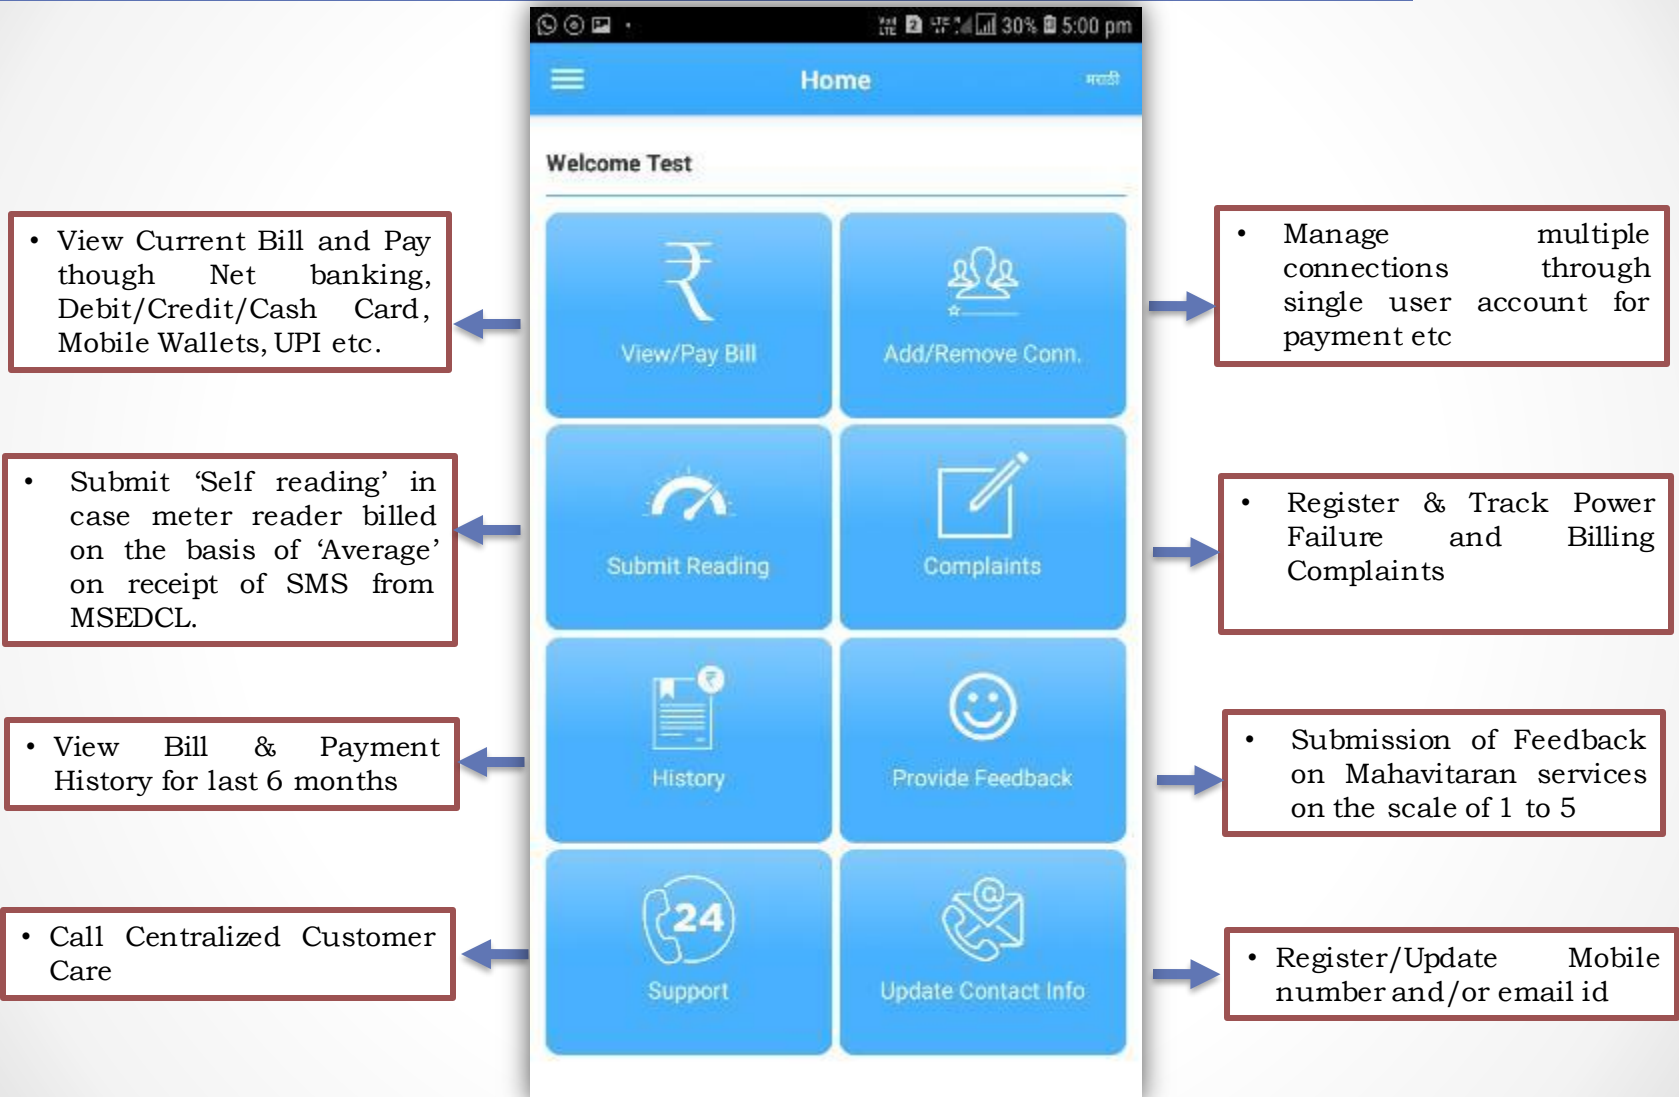 30% 5:00 pm
Home
मराठी
Welcome Test
• View Current Bill and Pay
though Net banking,
Debit/Credit/Cash Card,
Mobile Wallets, UPI etc.
View/Pay Bill
Add/Remove Conn.
• Manage multiple
connections through
single user account for
payment etc
• Submit ‘Self reading’ in
case meter reader billed
on the basis of ‘Average’
on receipt of SMS from
MSEDCL.
Submit Reading
Complaints
• Register & Track Power
Failure and Billing
Complaints
• View Bill & Payment
History for last 6 months
₹
History
Provide Feedback
• Submission of Feedback
on Mahavitaran services
on the scale of 1 to 5
• Call Centralized Customer
Care
24
Support
@
Update Contact Info
• Register/Update Mobile
number and/or email id